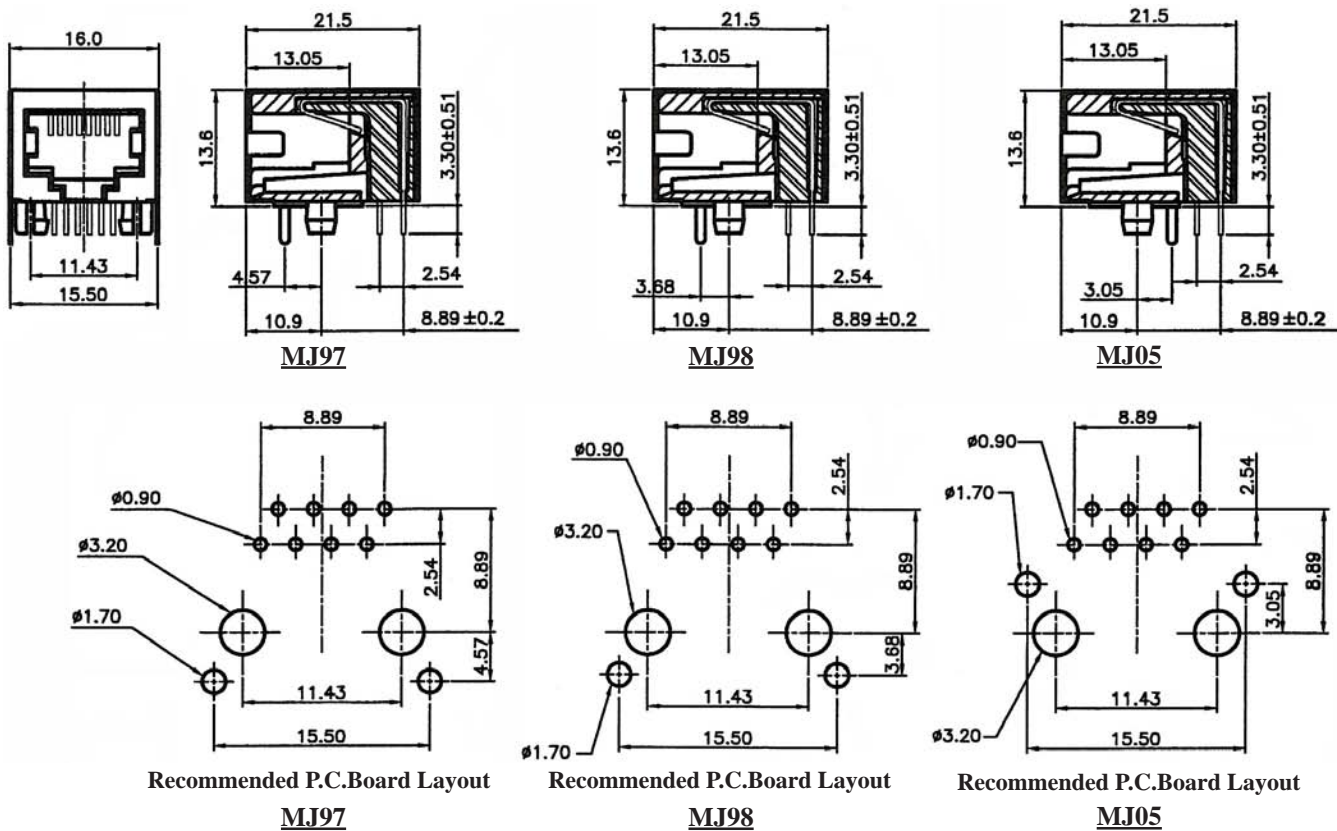 16.0
11.43
15.50
21.5
13.05
13.6
3.30±0.51
4.57
2.54
10.9
8.89±0.2
MJ97
21.5
13.05
13.6
3.30±0.51
3.68
2.54
10.9
8.89±0.2
MJ98
21.5
13.05
13.6
3.30±0.51
3.05
2.54
10.9
8.89±0.2
MJ05
8.89
ø0.90
ø3.20
ø1.70
2.54
8.89
4.57
11.43
15.50
Recommended P.C.Board Layout
MJ97
8.89
ø0.90
2.54
ø3.20
8.89
3.68
11.43
ø1.70
15.50
Recommended P.C.Board Layout
MJ98
8.89
ø0.90
ø1.70
2.54
8.89
3.05
11.43
ø3.20
15.50
Recommended P.C.Board Layout
MJ05